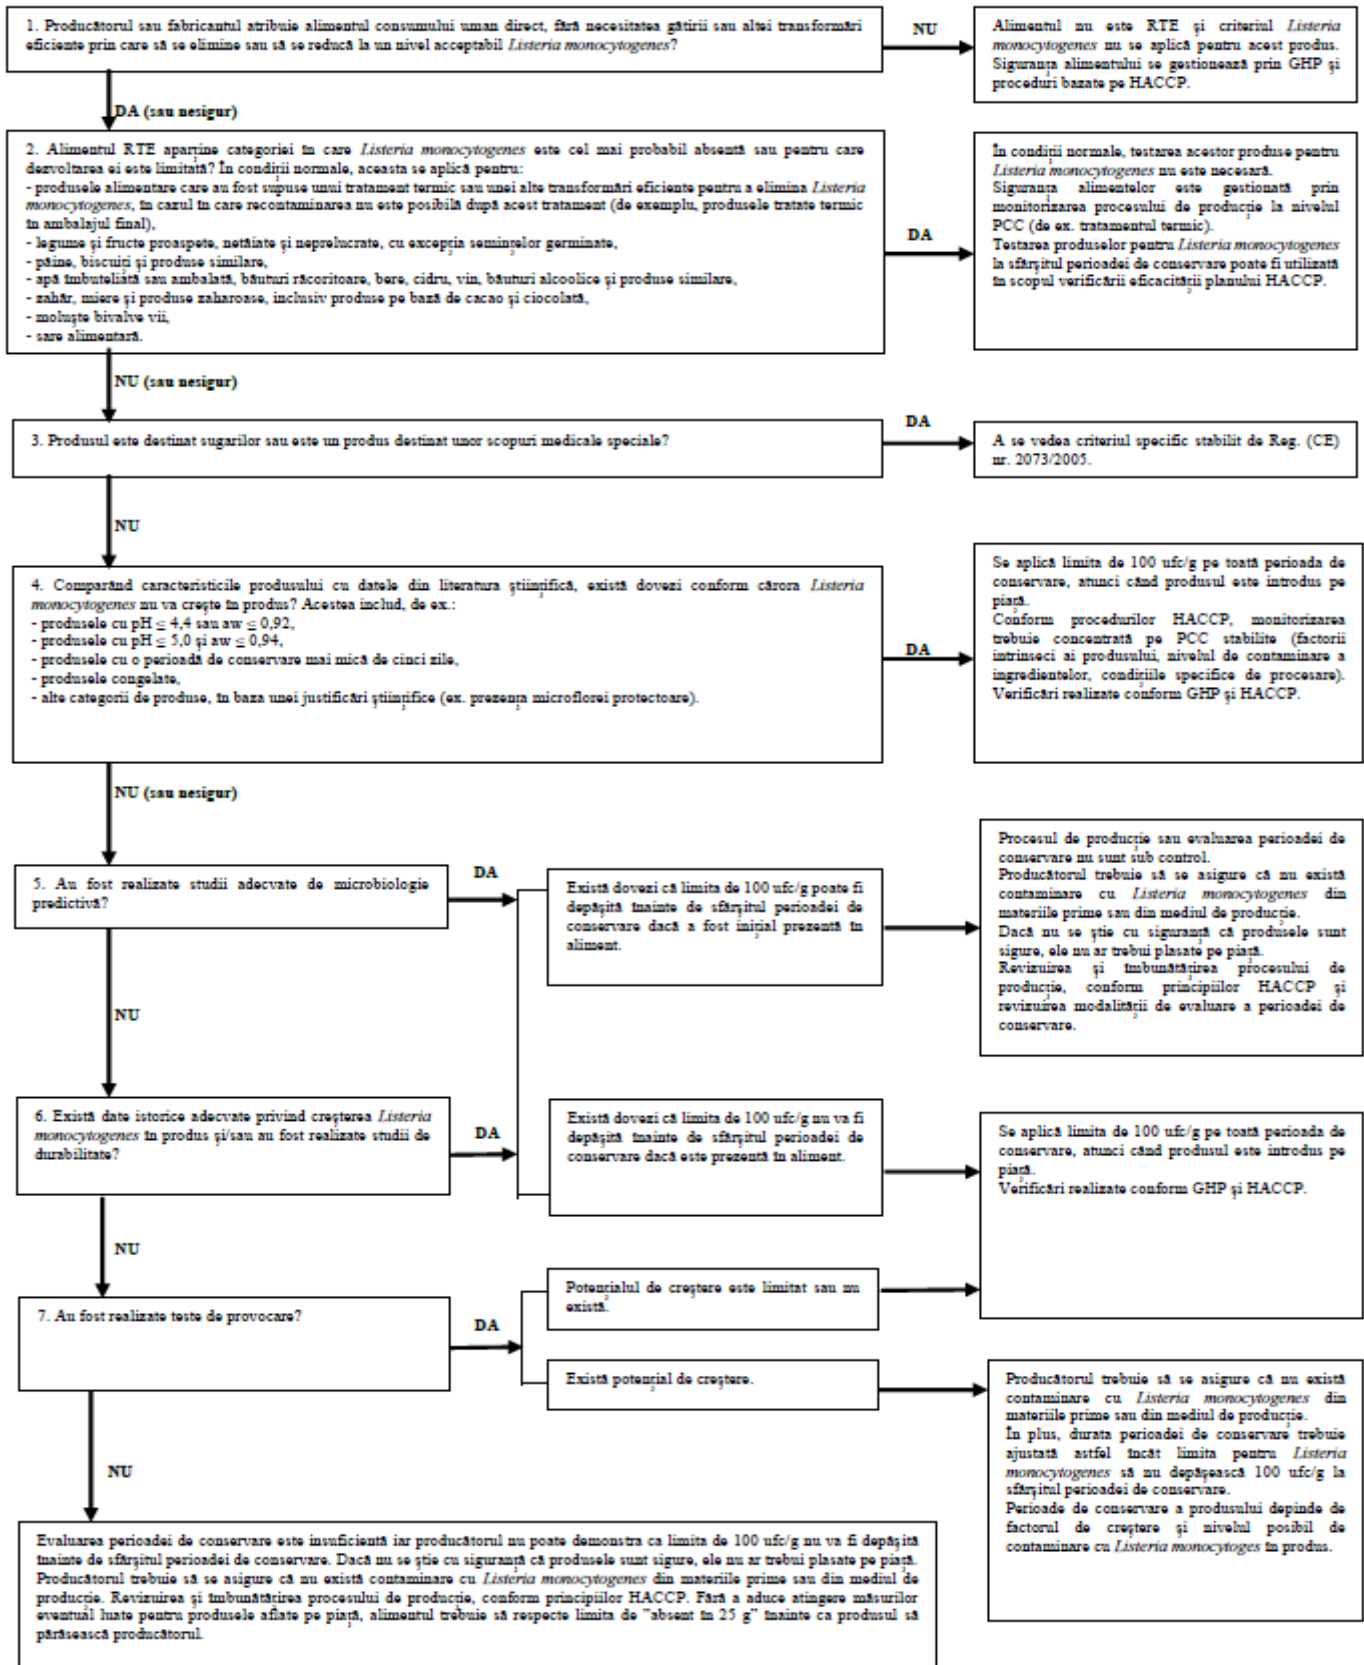 1. Producătorul sau fabricantul atribuie alimentul consumului uman direct, fără necesitatea gătirii sau altei transformări
eficiente prin care să se elimine sau să se reducă la un nivel acceptabil Listeria monocytogenes?
NU
Alimentul nu este RTE și criteriul Listeria
monocytogenes nu se aplică pentru acest produs.
Siguranța alimentului se gestionează prin GHP și
proceduri bazate pe HACCP.
DA (sau nesigur)
2. Alimentul RTE aparține categoriei în care Listeria monocytogenes este cel mai probabil absentă sau pentru care
dezvoltarea ei este limitată? În condiții normale, aceasta se aplică pentru:
- produsele alimentare care au fost supuse unui tratament termic sau unei alte transformări eficiente pentru a elimina Listeria
monocytogenes, în cazul în care recontaminarea nu este posibilă după acest tratament (de exemplu, produsele tratate termic
în ambalajul final),
- legume și fructe proaspete, netăiate și neprelucrate, cu excepția semințelor germinate,
- pâine, biscuiți și produse similare,
- apă îmbuteliată sau ambalată, băuturi răcoritoare, bere, cidru, vin, băuturi alcoolice și produse similare,
- zahăr, miere și produse zaharoase, inclusiv produse pe bază de cacao și ciocolată,
- moluște bivalve vii,
- sare alimentară.
DA
În condiții normale, testarea acestor produse pentru
Listeria monocytogenes nu este necesară.
Siguranța alimentelor este gestionată prin
monitorizarea procesului de producție la nivelul
PCC (de ex. tratamentul termic).
Testarea produselor pentru Listeria monocytogenes
la sfârșitul perioadei de conservare poate fi utilizată
în scopul verificării eficacității planului HACCP.
NU (sau nesigur)
3. Produsul este destinat sugarilor sau este un produs destinat unor scopuri medicale speciale?
DA
A se vedea criteriul specific stabilit de Reg. (CE)
nr. 2073/2005.
NU
4. Comparând caracteristicile produsului cu datele din literatura științifică, există dovezi conform cărora Listeria
monocytogenes nu va crește în produs? Acestea includ, de ex.:
- produsele cu pH ≤ 4,4 sau aw ≤ 0,92,
- produsele cu pH ≤ 5,0 și aw ≤ 0,94,
- produsele cu o perioadă de conservare mai mică de cinci zile,
- produsele congelate,
- alte categorii de produse, în baza unei justificări științifice (ex. prezența microflorei protectoare).
DA
Se aplică limita de 100 ufc/g pe toată perioada de
conservare, atunci când produsul este introdus pe
piață.
Conform procedurilor HACCP, monitorizarea
trebuie concentrată pe PCC stabilite (factorii
intrinseci ai produsului, nivelul de contaminare a
ingredientelor, condițiile specifice de procesare).
Verificări realizate conform GHP și HACCP.
NU (sau nesigur)
5. Au fost realizate studii adecvate de microbiologie
predictivă?
DA
Există dovezi că limita de 100 ufc/g poate fi
depășită înainte de sfârșitul perioadei de
conservare dacă a fost inițial prezentă în
aliment.
Procesul de producție sau evaluarea perioadei de
conservare nu sunt sub control.
Producătorul trebuie să se asigure că nu există
contaminare cu Listeria monocytogenes din
materiile prime sau din mediul de producție.
Dacă nu se știe cu siguranță că produsele sunt
sigure, ele nu ar trebui plasate pe piață.
Revizuirea și îmbunătățirea procesului de
producție, conform principiilor HACCP și
revizuirea modalității de evaluare a perioadei de
conservare.
NU
6. Există date istorice adecvate privind creșterea Listeria
monocytogenes în produs și/sau au fost realizate studii de
durabilitate?
DA
Există dovezi că limita de 100 ufc/g nu va fi
depășită înainte de sfârșitul perioadei de
conservare dacă este prezentă în aliment.
Se aplică limita de 100 ufc/g pe toată perioada de
conservare, atunci când produsul este introdus pe
piață.
Verificări realizate conform GHP și HACCP.
NU
7. Au fost realizate teste de provocare?
DA
Potențialul de creștere este limitat sau nu
există.
Există potențial de creștere.
Producătorul trebuie să se asigure că nu există
contaminare cu Listeria monocytogenes din
materiile prime sau din mediul de producție.
În plus, durata perioadei de conservare trebuie
ajustată astfel încât limita pentru Listeria
monocytogenes să nu depășească 100 ufc/g la
sfârșitul perioadei de conservare.
Perioade de conservare a produsului depinde de
factorul de creștere și nivelul posibil de
contaminare cu Listeria monocytoges în produs.
NU
Evaluarea perioadei de conservare este insuficientă iar producătorul nu poate demonstra ca limita de 100 ufc/g nu va fi depășită
înainte de sfârșitul perioadei de conservare. Dacă nu se știe cu siguranță că produsele sunt sigure, ele nu ar trebui plasate pe piață.
Producătorul trebuie să se asigure că nu există contaminare cu Listeria monocytogenes din materiile prime sau din mediul de
producție. Revizuirea și îmbunătățirea procesului de producție, conform principiilor HACCP. Fără a aduce atingere măsurilor
eventual luate pentru produsele aflate pe piață, alimentul trebuie să respecte limita de "absent în 25 g" înainte ca produsul să
părăsească producătorul.